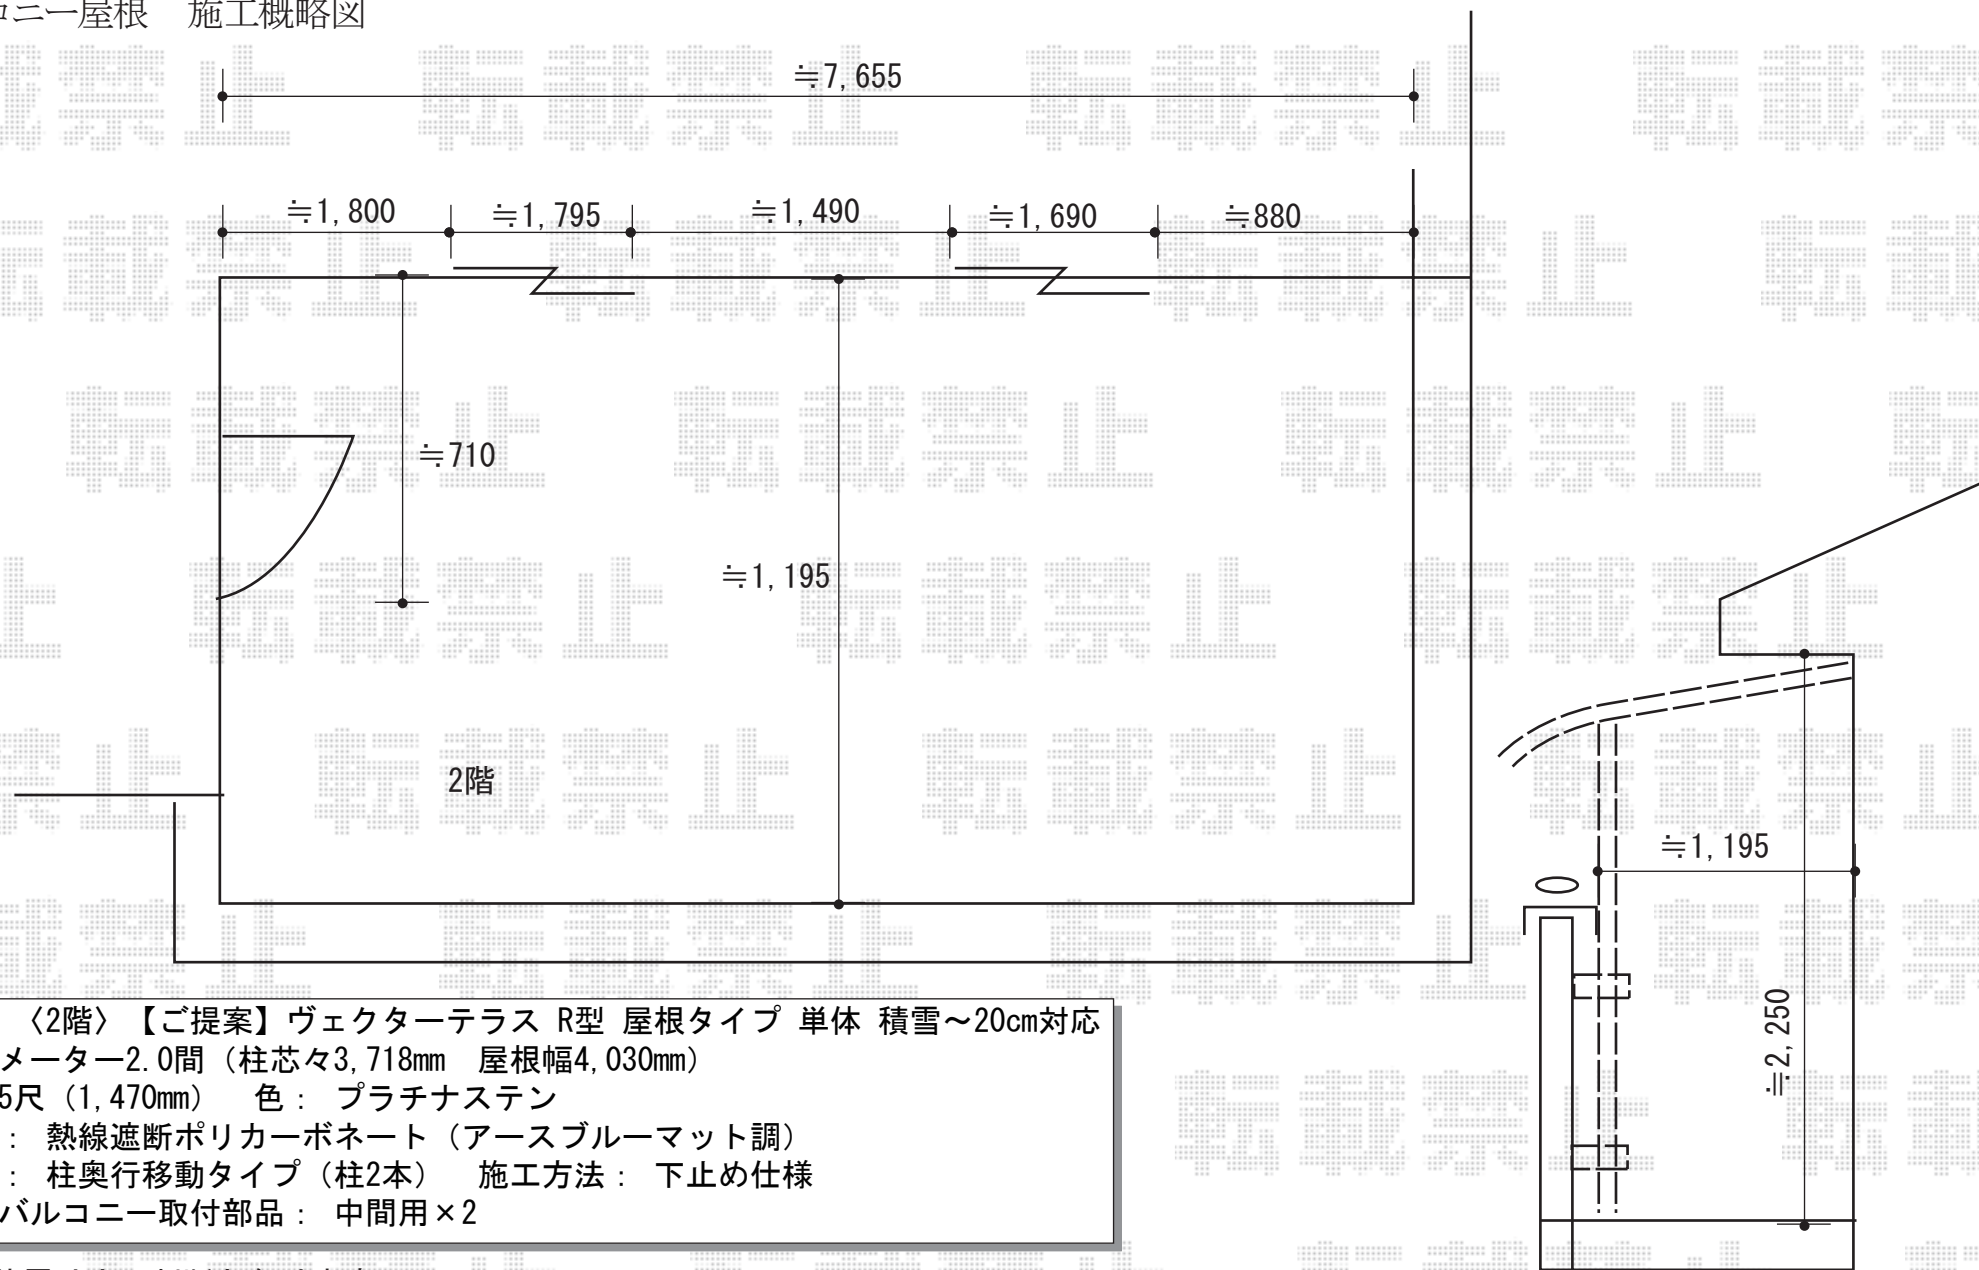 ニー屋根　施工概略図
≒7,655
≒1,800 ≒1,795 ≒1,490 ≒1,690 ≒880
≒710
≒1,195
2階
≒1,195
≒2,250
〈2階〉【ご提案】ヴェクターテラス R型 屋根タイプ 単体 積雪～20cm対応
メーター2.0間（柱芯々3,718mm　屋根幅4,030mm）
5尺（1,470mm）　色： プラチナステン
： 熱線遮断ポリカーボネート（アースブルーマット調）
： 柱奥行移動タイプ（柱2本）　施工方法： 下止め仕様
バルコニー取付部品： 中間用×2
転載禁止